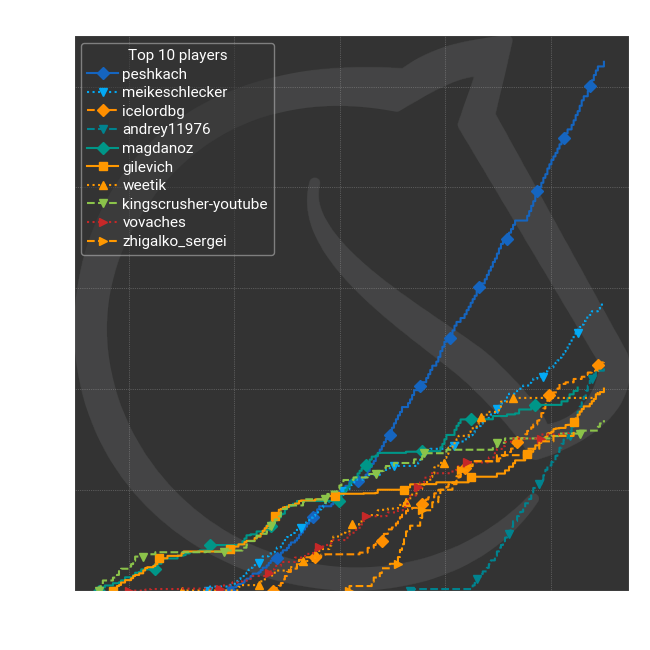 Top 10 players
peshkach
meikeschlecker
icelordbg
andrey11976
magdanoz
gilevich
weetik
kingscrusher-youtube
vovaches
zhigalko_sergei